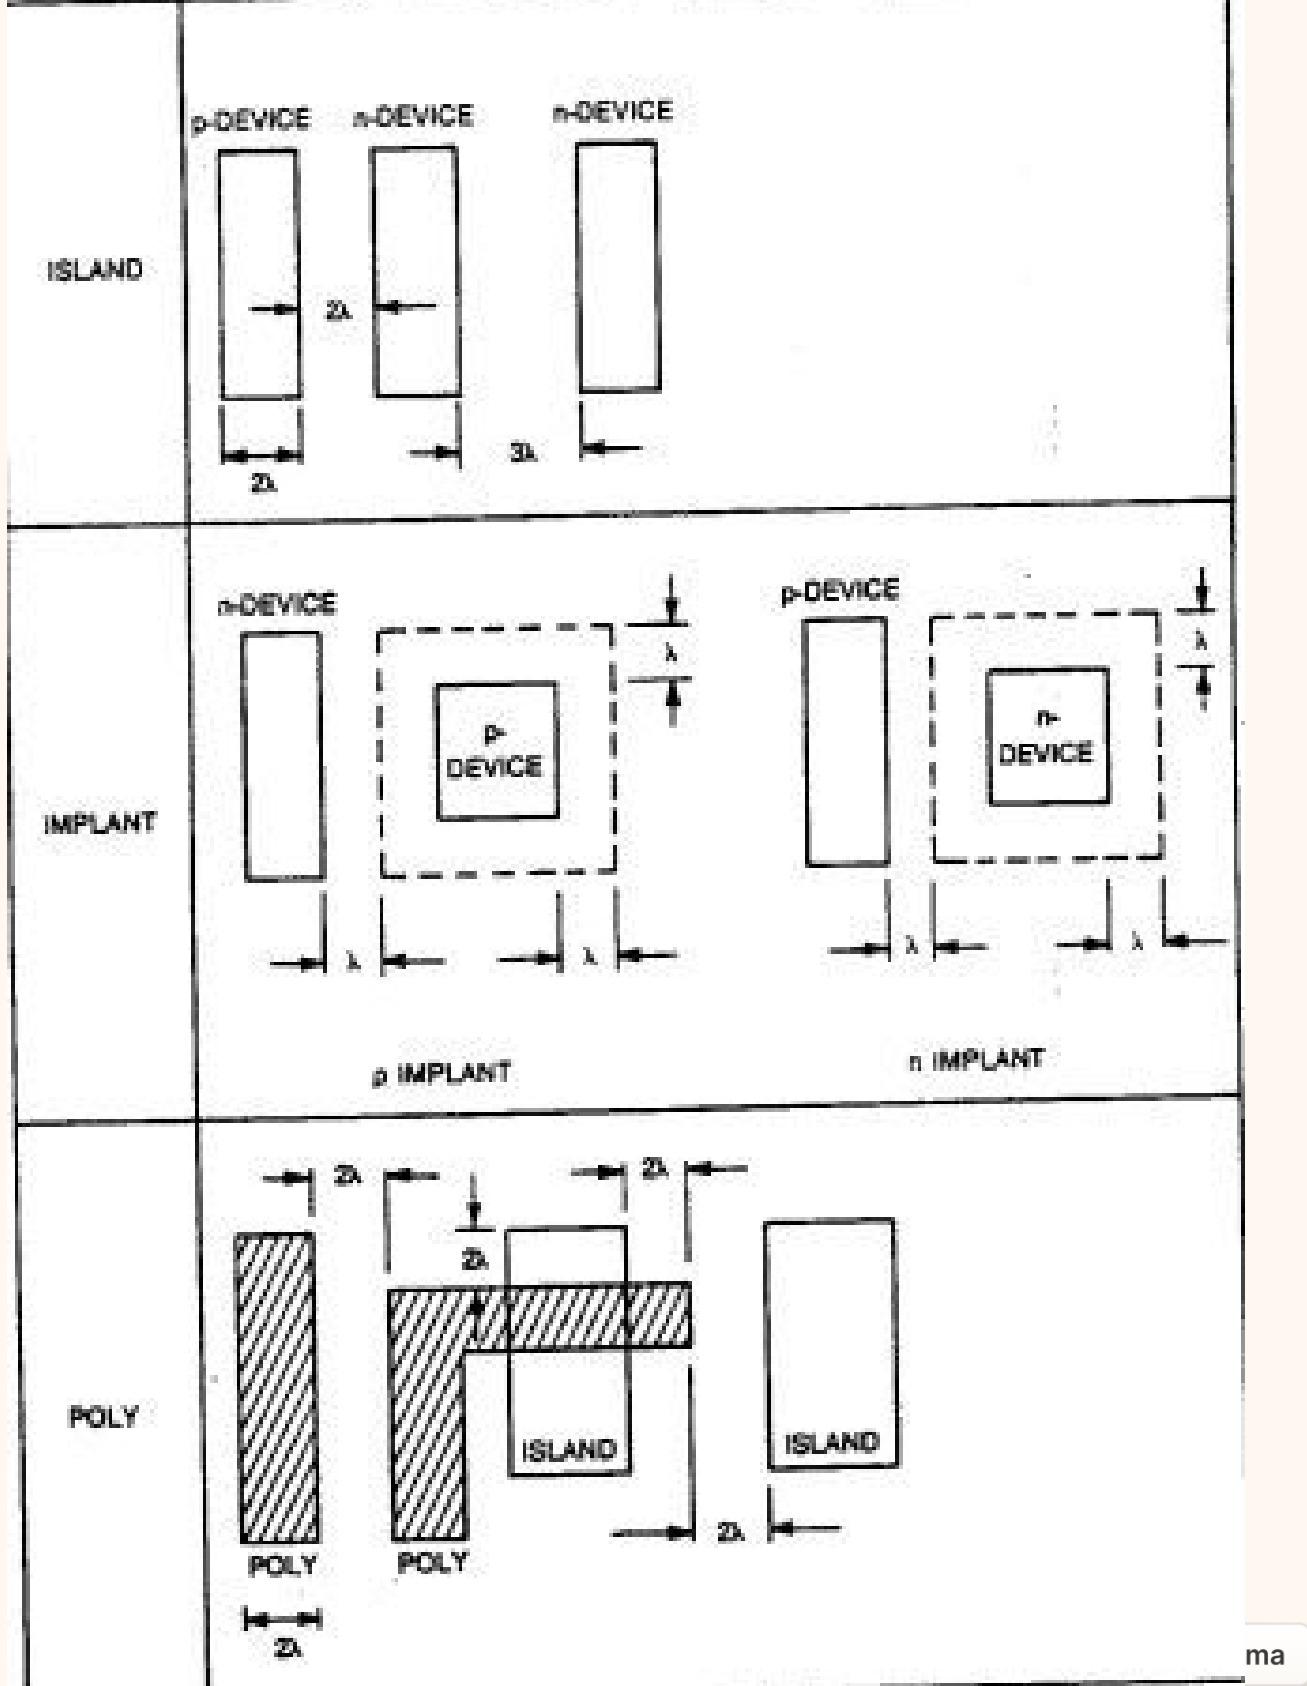 p-DEVICE n-DEVICE n-DEVICE
ISLAND
2λ
3λ
2λ
n-DEVICE
p-DEVICE
λ
λ
p-
DEVICE
n-
DEVICE
IMPLANT
λ
λ
λ
λ
p IMPLANT
n IMPLANT
2λ
2λ
2λ
POLY
ISLAND
ISLAND
2λ
POLY
POLY
2λ
ma